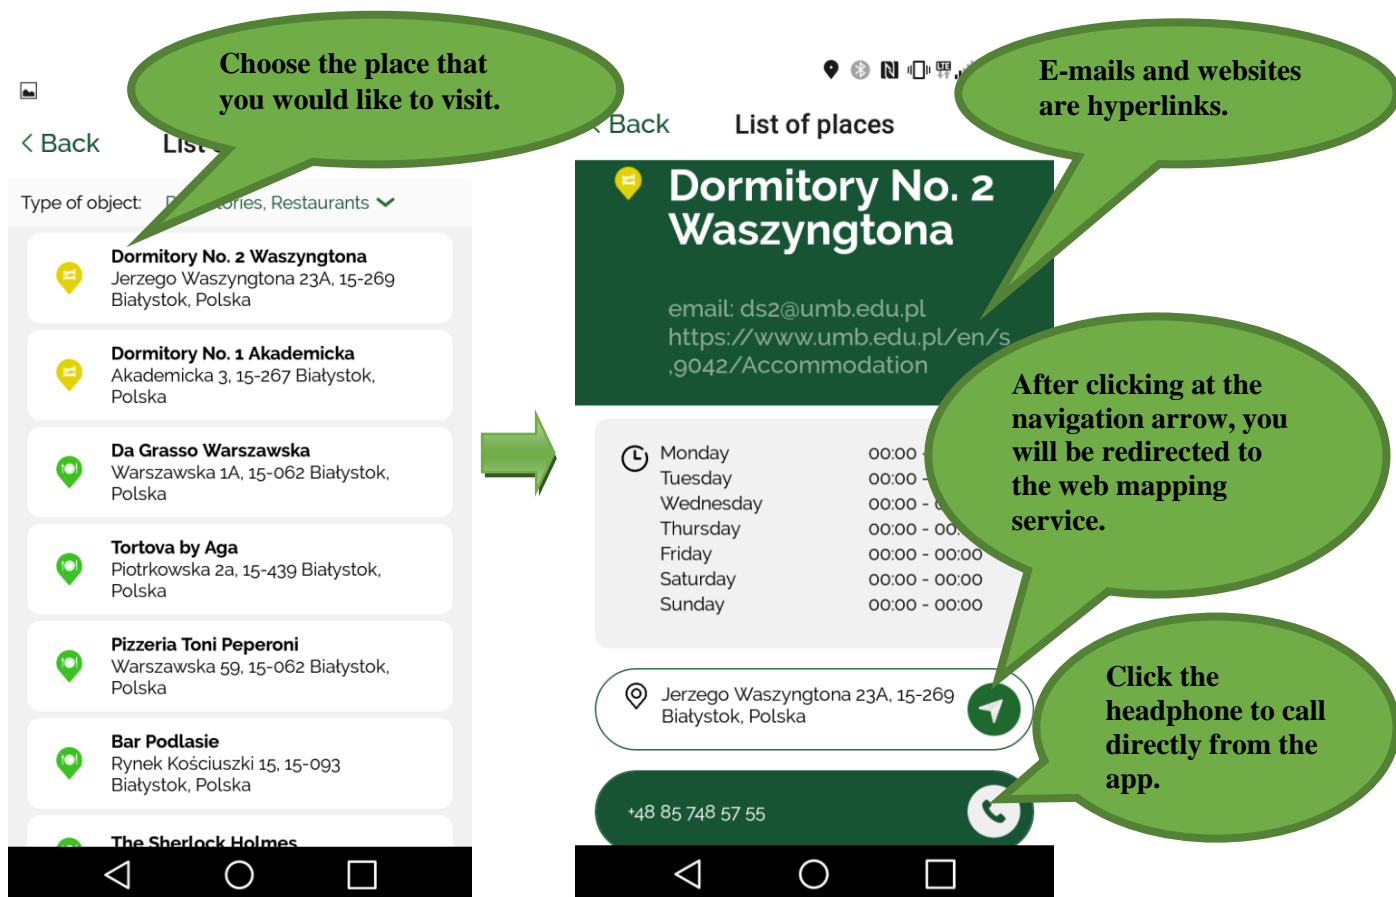 Choose the place that
you would like to visit.
< Back
Type of object: Restaurants
Dormitory No. 2 Waszyngtona
Jerzego Waszyngtona 23A, 15-269
Białystok, Polska
Dormitory No. 1 Akademicka
Akademicka 3, 15-267 Białystok,
Polska
Da Grasso Warszawska
Warszawska 1A, 15-062 Białystok,
Polska
Tortova by Aga
Piotrkowska 2a, 15-439 Białystok,
Polska
Pizzeria Toni Peperoni
Warszawska 59, 15-062 Białystok,
Polska
Bar Podlasie
Rynek Kościuszki 15, 15-093
Białystok, Polska
The Sherlock Holmes
LTE
E-mails and websites
are hyperlinks.
Back List of places
Dormitory No. 2
Waszyngtona
email: ds2@umb.edu.pl
https://www.umb.edu.pl/en/s
,9042/Accommodation
After clicking at the
navigation arrow, you
will be redirected to
the web mapping
service.
Monday 00:00 -
Tuesday 00:00 -
Wednesday 00:00 -
Thursday 00:00 - 00:
Friday 00:00 - 00:00
Saturday 00:00 - 00:00
Sunday 00:00 - 00:00
Jerzego Waszyngtona 23A, 15-269
Białystok, Polska
Click the
headphone to call
directly from the
app.
+48 85 748 57 55